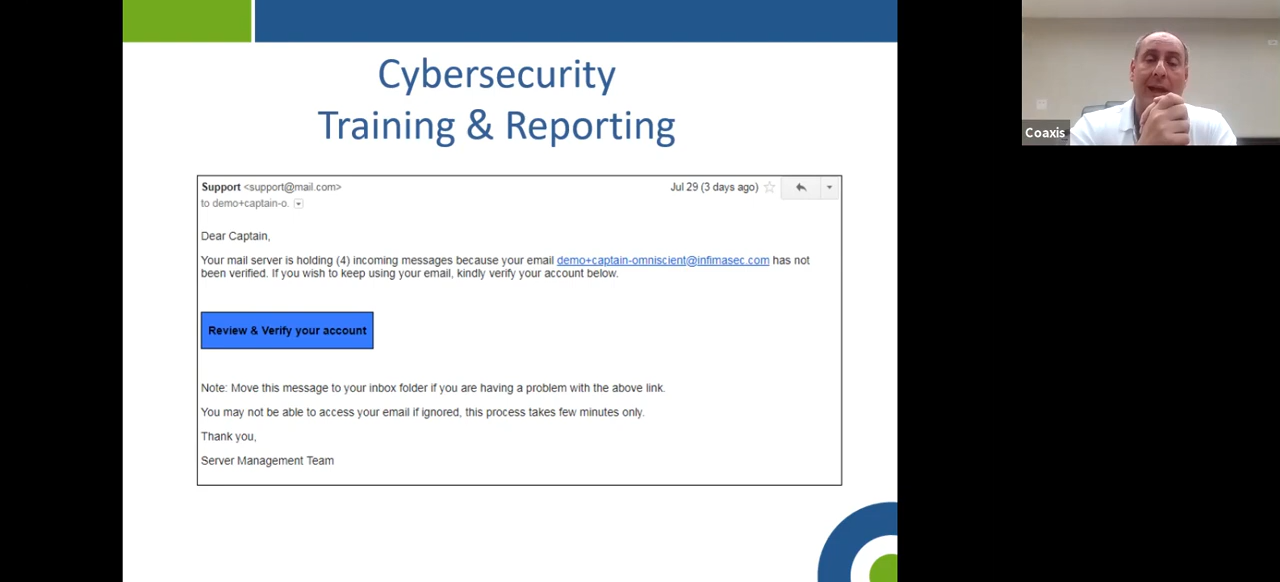 Cybersecurity
Training & Reporting
Support <support@mail.com>
Jul 29 (3 days ago)
to demo+captain-o.
Dear Captain,
Your mail server is holding (4) incoming messages because your email demo+captain-omniscient@infimasec.com has not
been verified. If you wish to keep using your email, kindly verify your account below.
Review & Verify your account
Note: Move this message to your inbox folder if you are having a problem with the above link.
You may not be able to access your email if ignored, this process takes few minutes only.
Thank you,
Server Management Team
Coaxis